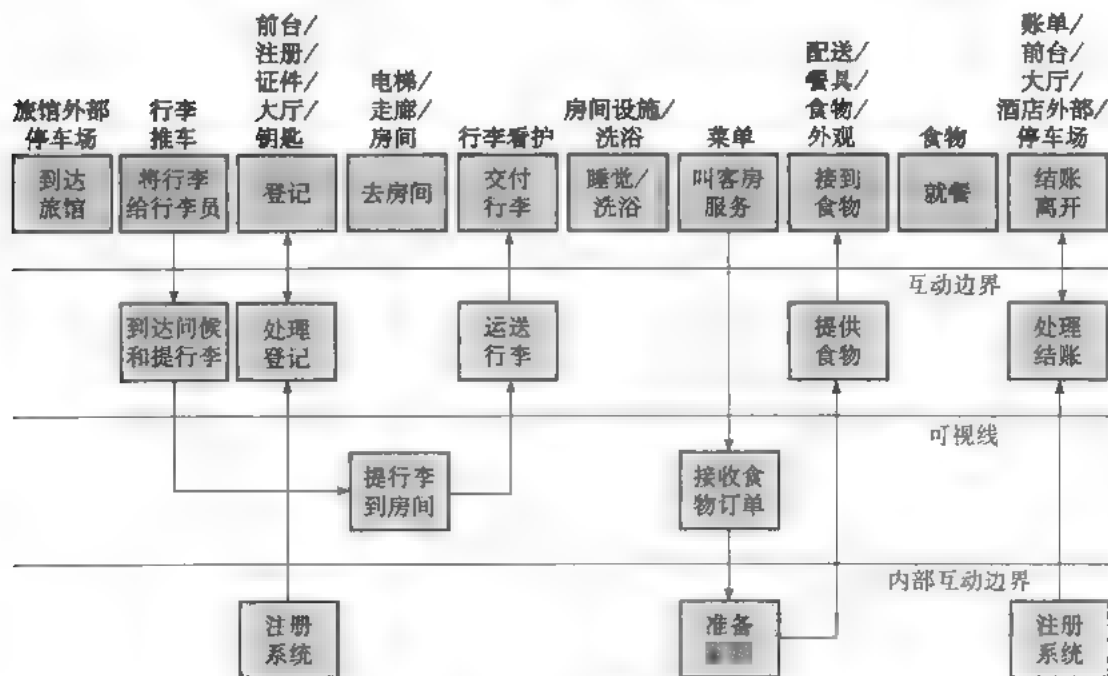 前台/
注册/
证件/
大厅/
钥匙
账单/
前台/
大厅/
酒店外部/
停车场
配送/
餐具/
食物/
外观
电梯/
走廊/
房间
旅馆外部
停车场
行李
推车
行李看护
房间设施/
洗浴
菜单
食物
到达
旅馆
将行李
给行李员
登记
去房间
交付
行李
睡觉/
洗浴
叫客房
服务
接到
食物
就餐
结账
离开
互动边界
到达问候
和提行李
处理
登记
运送
行李
提供
食物
处理
结账
可视线
提行李
到房间
接收食
物订单
内部互动边界
注册
系统
准备
注册
系统